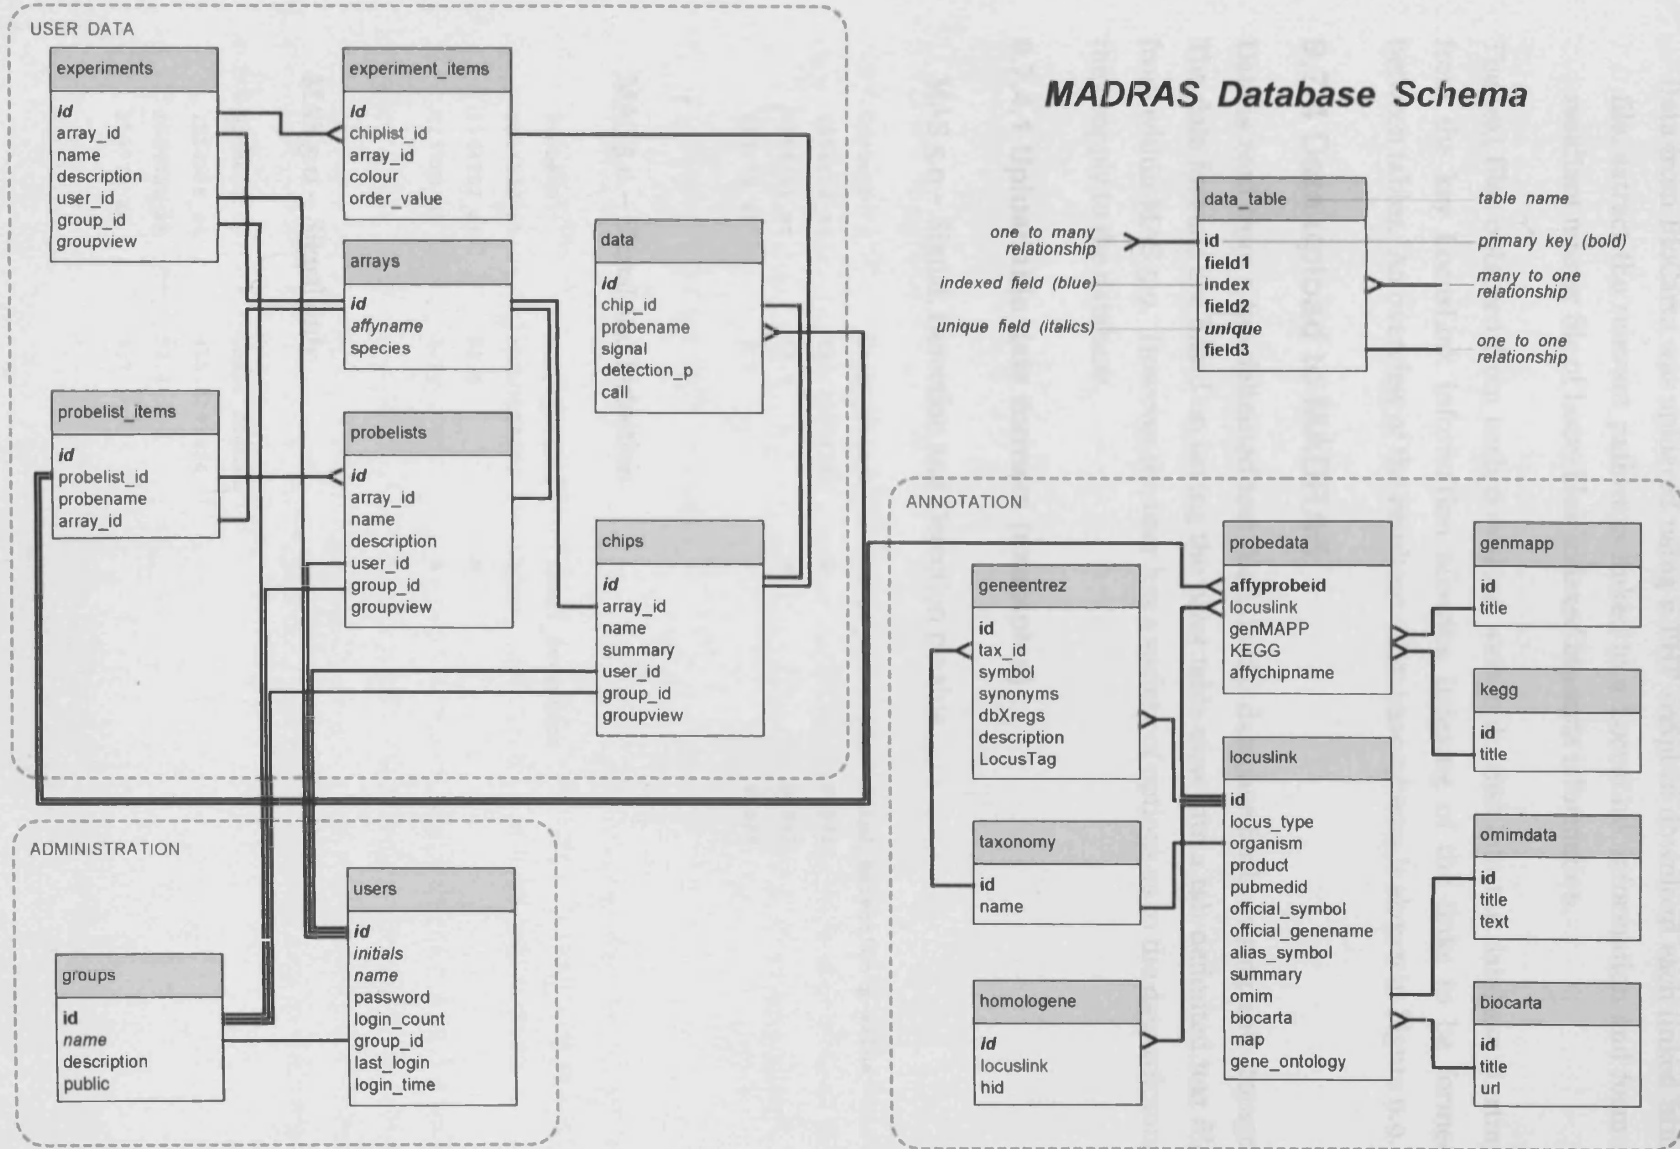 USER DATA
experiments
id
array_id
name
description
user_id
group_id
groupview
experiment_items
id
chiplist_id
array_id
colour
order_value
arrays
id
affyname
species
data
id
chip_id
probename
signal
detection_p
call
probelist_items
id
probelist_id
probename
array_id
probelists
id
array_id
name
description
user_id
group_id
groupview
chips
id
array_id
name
summary
user_id
group_id
groupview
ADMINISTRATION
groups
id
name
description
public
users
id
initials
name
password
login_count
group_id
last_login
login_time
MADRAS Database Schema
data_table
id
field1
index
field2
unique
field3
one to many
relationship
indexed field (blue)
unique field (italics)
table name
primary key (bold)
many to one
relationship
one to one
relationship
ANNOTATION
geneentrez
id
tax_id
symbol
synonyms
dbXregs
description
LocusTag
taxonomy
id
name
homologene
id
locuslink
hid
probedata
affyprobeid
locuslink
genMAPP
KEGG
affychipname
locuslink
id
locus_type
organism
product
pubmedid
official_symbol
official_genename
alias_symbol
summary
omim
biocarta
map
gene_ontology
genmapp
id
title
kegg
id
title
omimdata
id
title
text
biocarta
id
title
url